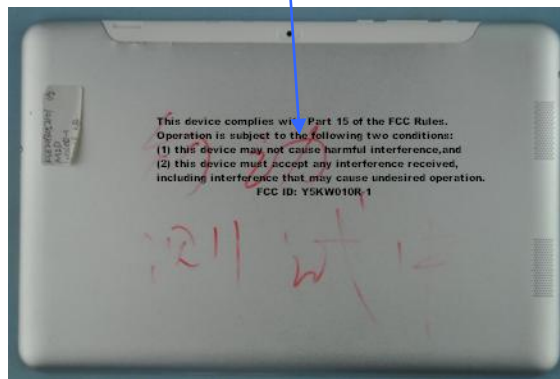 This device complies with Part 15 of the FCC Rules.
Operation is subject to the following two conditions:
(1) this device may not cause harmful interference,and
(2) this device must accept any interference received,
including interference that may cause undesired operation.
FCC ID: Y5KW010R-1
测试